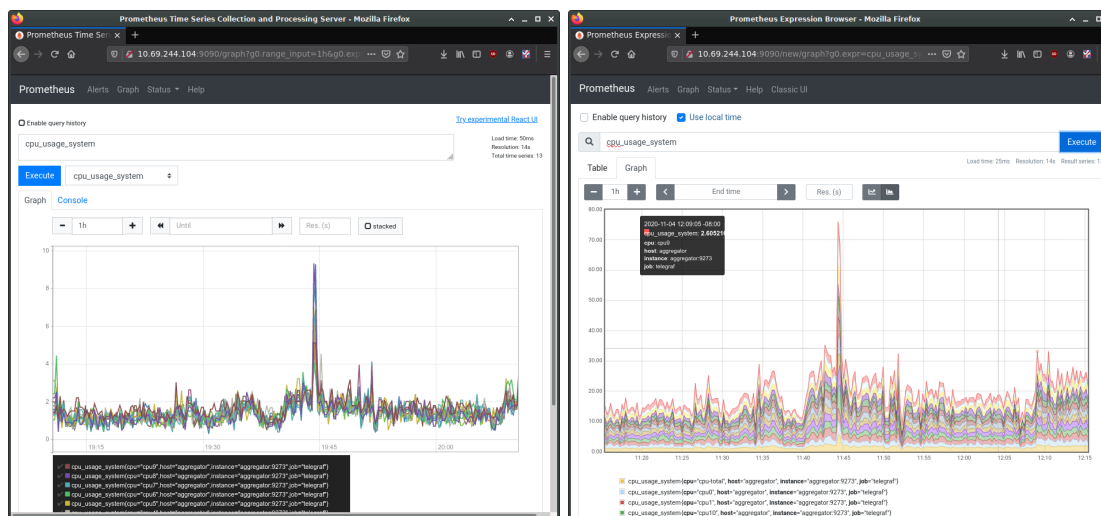 Prometheus Time Series Collection and Processing Server - Mozilla Firefox
Prometheus Time Seri × +
10.69.244.104:9090/graph?g0.range_input=1h&g0.exp
Prometheus Alerts Graph Status Help
Enable query history
Try experimental React UI
cpu_usage_system
Load time: 50ms
Resolution: 14s
Total time series: 13
Execute cpu_usage_system
Graph Console
− 1h + Until Res. (s) stacked
10
8
6
4
2
0
19:15 19:30 19:45 20:00
cpu_usage_system{cpu="cpu9",host="aggregator",instance="aggregator:9273",job="telegraf"}
cpu_usage_system{cpu="cpu8",host="aggregator",instance="aggregator:9273",job="telegraf"}
cpu_usage_system{cpu="cpu7",host="aggregator",instance="aggregator:9273",job="telegraf"}
cpu_usage_system{cpu="cpu6",host="aggregator",instance="aggregator:9273",job="telegraf"}
cpu_usage_system{cpu="cpu5",host="aggregator",instance="aggregator:9273",job="telegraf"}
Prometheus Expression Browser - Mozilla Firefox
Prometheus Expressio × +
10.69.244.104:9090/new/graph?g0.expr=cpu_usage_sy
Prometheus Alerts Graph Status Help Classic UI
Enable query history Use local time
cpu_usage_system Execute
Load time: 25ms Resolution: 14s Result series: 1
Table Graph
− 1h + < End time > Res. (s)
80.00
70.00
60.00
50.00
40.00
30.00
20.00
10.00
0.00
2020-11-04 12:09:05 -08:00
cpu_usage_system: 2.605210
cpu: cpu9
host: aggregator
instance: aggregator:9273
job: telegraf
11:20 11:25 11:30 11:35 11:40 11:45 11:50 11:55 12:00 12:05 12:10 12:15
cpu_usage_system{cpu="cpu-total", host="aggregator", instance="aggregator:9273", job="telegraf"}
cpu_usage_system{cpu="cpu0", host="aggregator", instance="aggregator:9273", job="telegraf"}
cpu_usage_system{cpu="cpu1", host="aggregator", instance="aggregator:9273", job="telegraf"}
cpu_usage_system{cpu="cpu10", host="aggregator", instance="aggregator:9273", job="telegraf"}